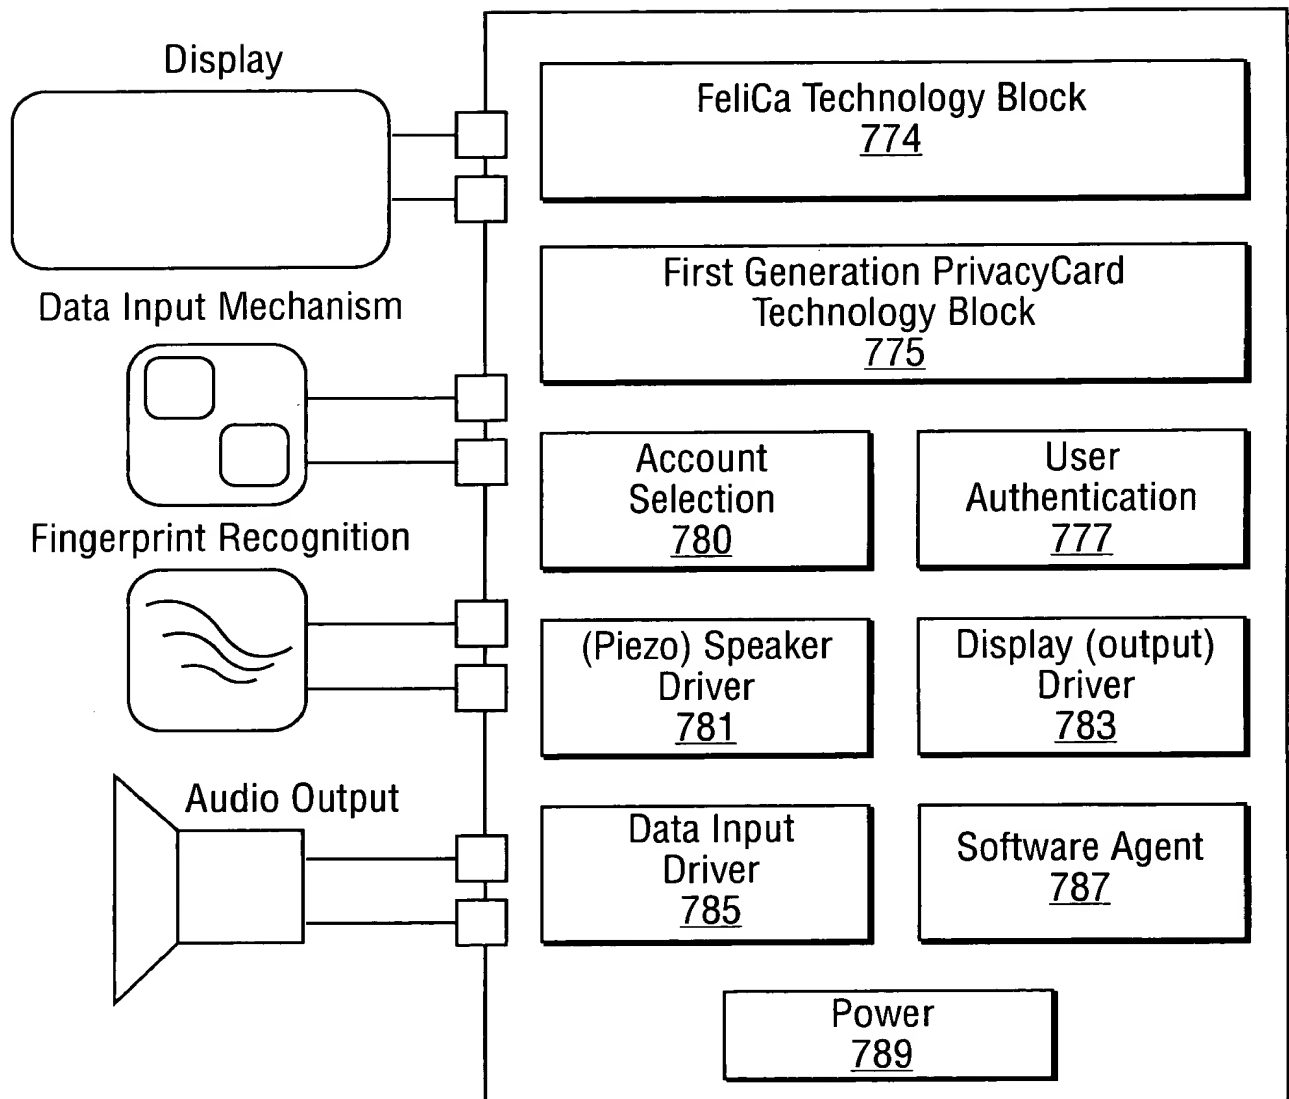 Display
Data Input Mechanism
Fingerprint Recognition
Audio Output
FeliCa Technology Block
774
First Generation PrivacyCard
Technology Block
775
Account
Selection
780
User
Authentication
777
(Piezo) Speaker
Driver
781
Display (output)
Driver
783
Data Input
Driver
785
Software Agent
787
Power
789